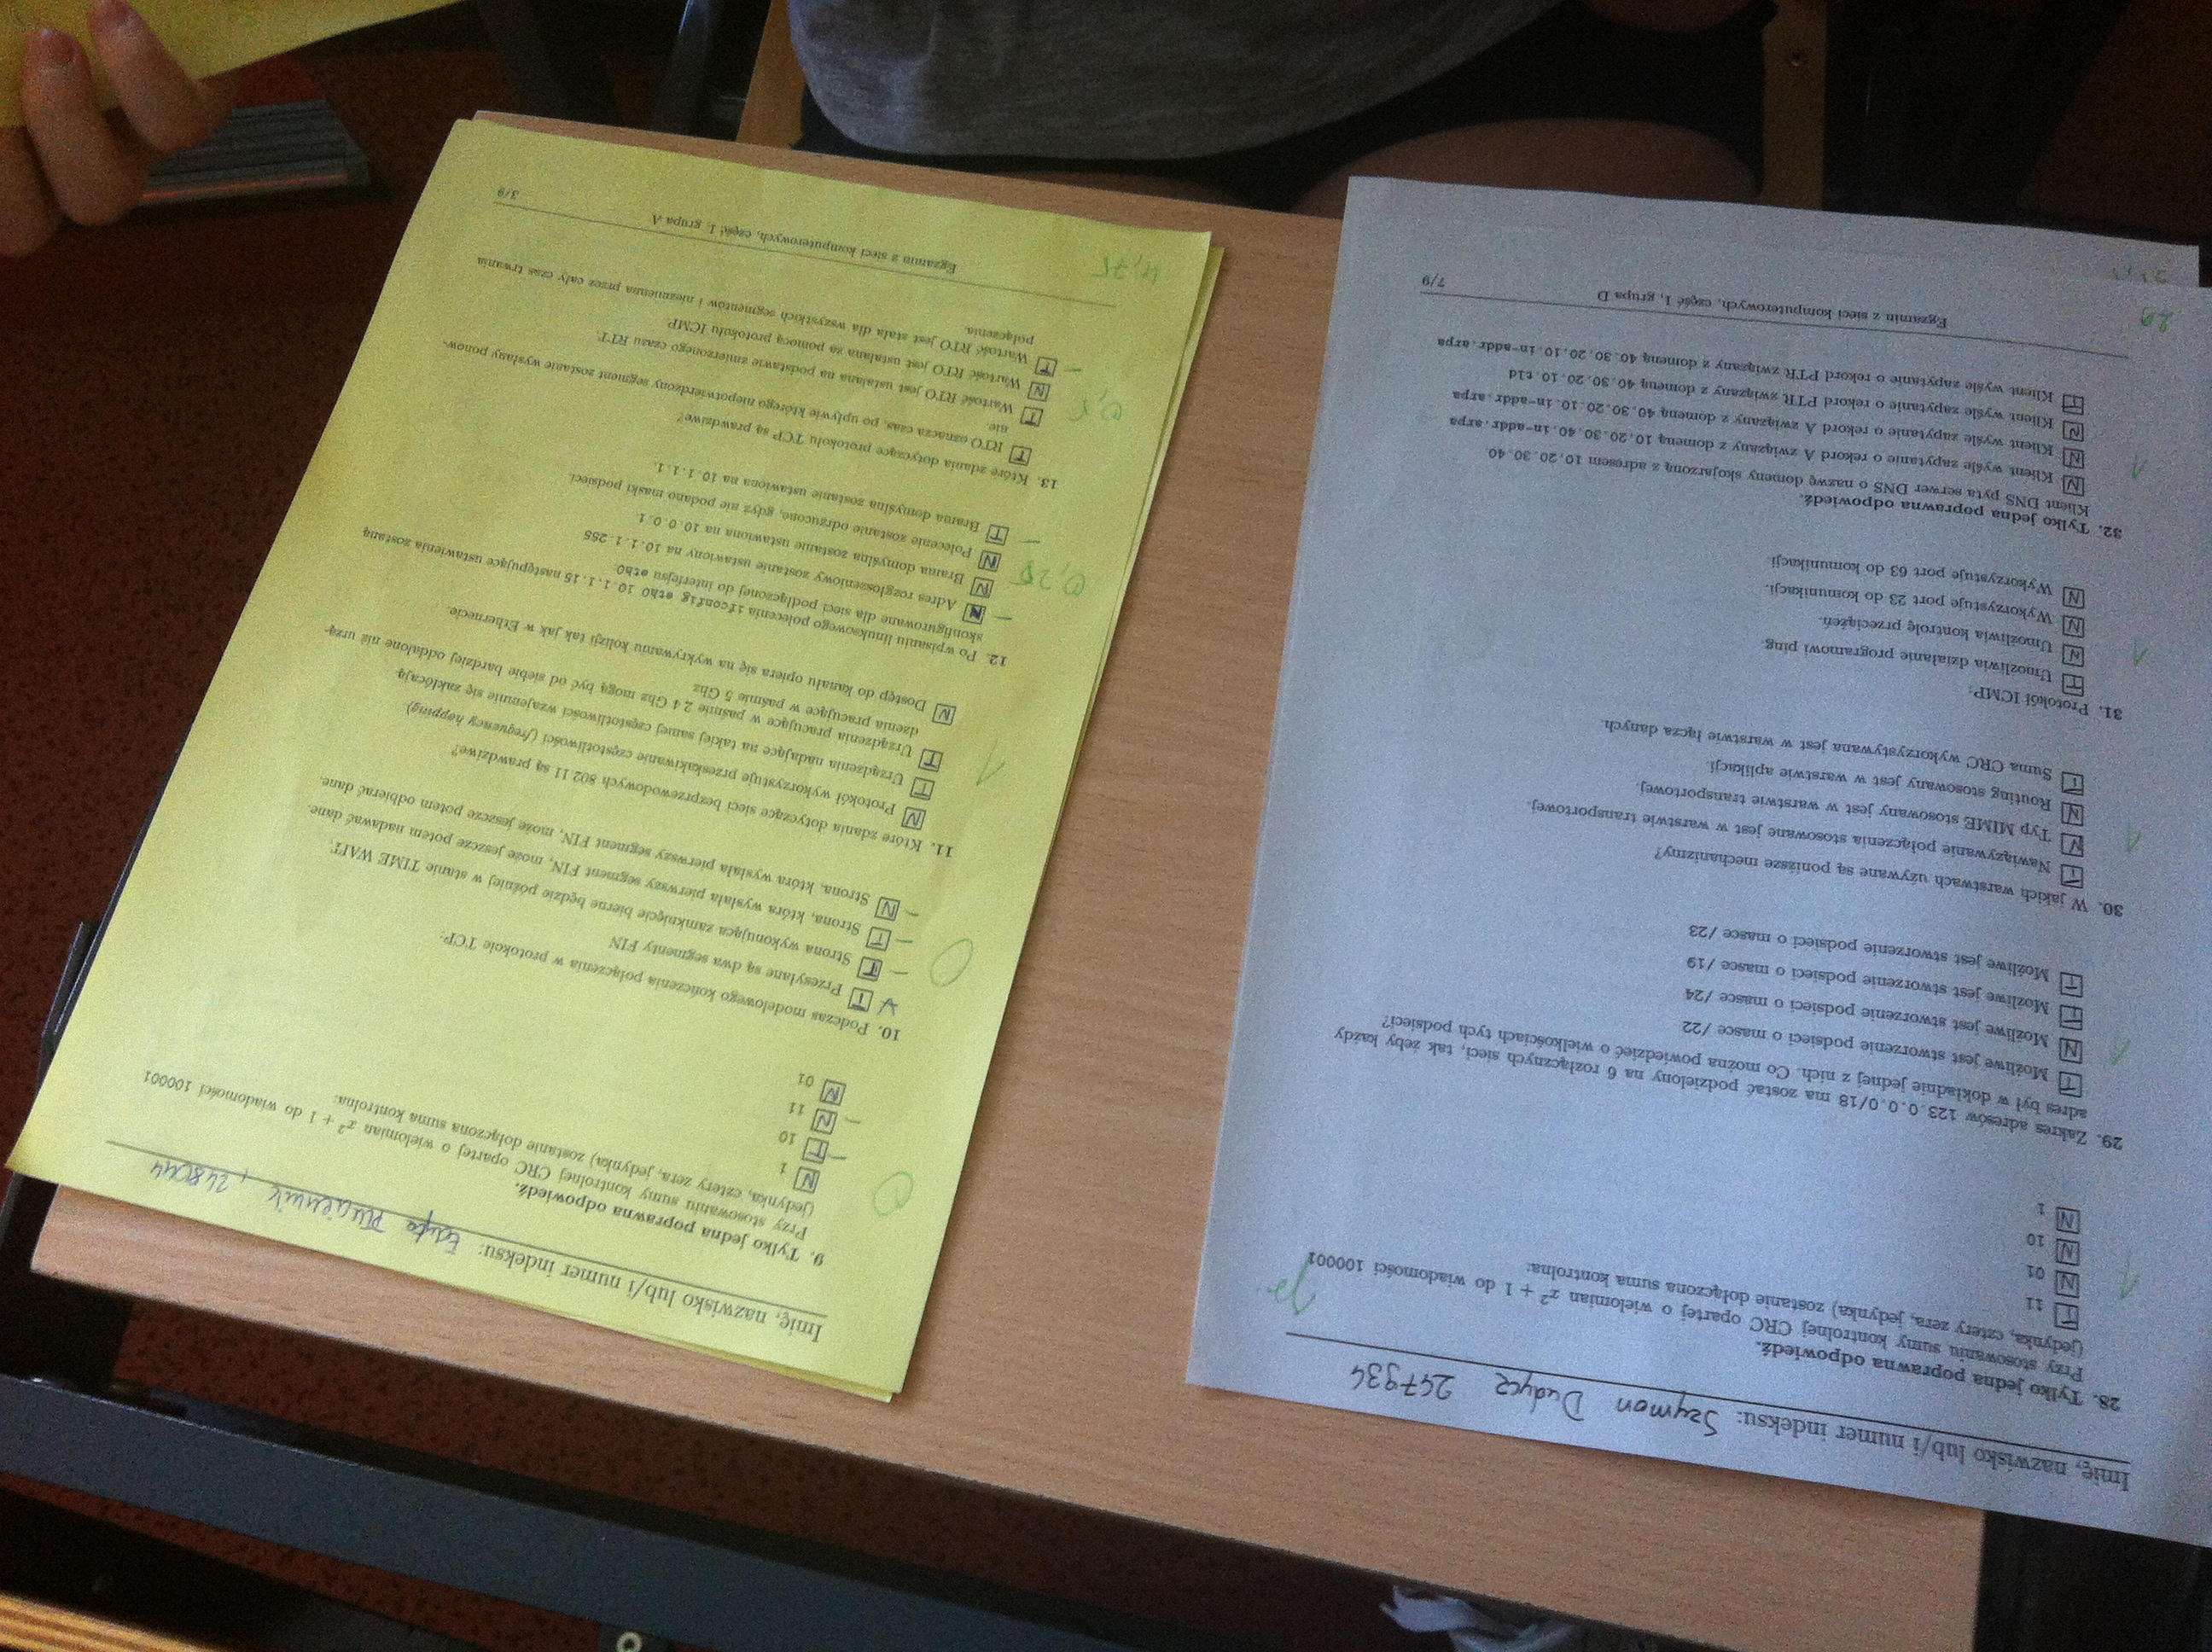 Imię, nazwisko lub/i numer indeksu: Szymon Dudycz 247934
28. Tylko jedna poprawna odpowiedź.
Przy stosowaniu sumy kontrolnej CRC opartej o wielomian x² + 1 do wiadomości 100001
(jedynka, cztery zera, jedynka) zostanie dołączona suma kontrolna:
T 11
1
N 01
N 10
N 1
29. Zakres adresów 123.0.0.0/18 ma zostać podzielony na 6 rozłącznych sieci, tak żeby każdy
adres był w dokładnie jednej z nich. Co można powiedzieć o wielkościach tych podsieci?
T Możliwe jest stworzenie podsieci o masce /22
1
N Możliwe jest stworzenie podsieci o masce /24
T Możliwe jest stworzenie podsieci o masce /19
T Możliwe jest stworzenie podsieci o masce /23
30. W jakich warstwach używane są poniższe mechanizmy?
T Nawiązywanie połączenia stosowane jest w warstwie transportowej.
1
N Typ MIME stosowany jest w warstwie transportowej.
N Routing stosowany jest w warstwie aplikacji.
T Suma CRC wykorzystywana jest w warstwie łącza danych.
31. Protokół ICMP:
T Umożliwia działanie programowi ping.
1
N Umożliwia kontrolę przeciążeń.
N Wykorzystuje port 23 do komunikacji.
N Wykorzystuje port 63 do komunikacji.
32. Tylko jedna poprawna odpowiedź.
Klient DNS pyta serwer DNS o nazwę domeny skojarzoną z adresem 10.20.30.40.
N Klient wyśle zapytanie o rekord A związany z domeną 10.20.30.40.in-addr.arpa
1
N Klient wyśle zapytanie o rekord A związany z domeną 40.30.20.10.in-addr.arpa
N Klient wyśle zapytanie o rekord PTR związany z domeną 40.30.20.10.tld
T Klient wyśle zapytanie o rekord PTR związany z domeną 40.30.20.10.in-addr.arpa
29
Egzamin z sieci komputerowych, część 1, grupa D
7/9
Imię, nazwisko lub/i numer indeksu: Edyta Płuciennik, 248044
9. Tylko jedna poprawna odpowiedź.
Przy stosowaniu sumy kontrolnej CRC opartej o wielomian x² + 1 do wiadomości 100001
(jedynka, cztery zera, jedynka) zostanie dołączona suma kontrolna:
0
N 1
– T 10
– N 11
N 01
10. Podczas modelowego kończenia połączenia w protokole TCP:
T Przesyłane są dwa segmenty FIN
0
– T Strona wykonująca zamknięcie bierne będzie później w stanie TIME WAIT.
– T Strona, która wysłała pierwszy segment FIN, może jeszcze potem nadawać dane.
– N Strona, która wysłała pierwszy segment FIN, może jeszcze potem odbierać dane.
11. Które zdania dotyczące sieci bezprzewodowych 802.11 są prawdziwe?
N Protokół wykorzystuje przeskakiwanie częstotliwości (frequency hopping).
1
T Urządzenia nadające na takiej samej częstotliwości wzajemnie się zakłócają.
T Urządzenia pracujące w paśmie 2.4 Ghz mogą być od siebie bardziej oddalone niż urzą-
dzenia pracujące w paśmie 5 Ghz
N Dostęp do kanału opiera się na wykrywaniu kolizji tak jak w Ethernecie.
12. Po wpisaniu linuksowego polecenia ifconfig eth0 10.1.1.15 następujące ustawienia zostaną
skonfigurowane dla sieci podłączonej do interfejsu eth0:
– N Adres rozgłoszeniowy zostanie ustawiony na 10.1.1.255
0,25
N Brama domyślna zostanie ustawiona na 10.0.0.1.
N Polecenie zostanie odrzucone, gdyż nie podano maski podsieci.
– T Brama domyślna zostanie ustawiona na 10.1.1.1.
13. Które zdania dotyczące protokołu TCP są prawdziwe?
T RTO oznacza czas, po upływie którego niepotwierdzony segment zostanie wysłany ponow-
nie.
0,5
T Wartość RTO jest ustalana na podstawie zmierzonego czasu RTT.
N Wartość RTO jest ustalana za pomocą protokołu ICMP
– T Wartość RTO jest stała dla wszystkich segmentów i niezmienna przez cały czas trwania
połączenia.
4,75
Egzamin z sieci komputerowych, część 1, grupa A
3/9